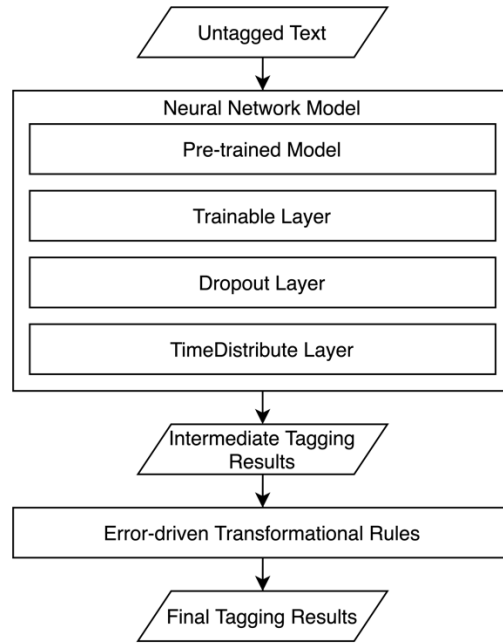 Untagged Text
Neural Network Model
Pre-trained Model
Trainable Layer
Dropout Layer
TimeDistribute Layer
Intermediate Tagging
Results
Error-driven Transformational Rules
Final Tagging Results